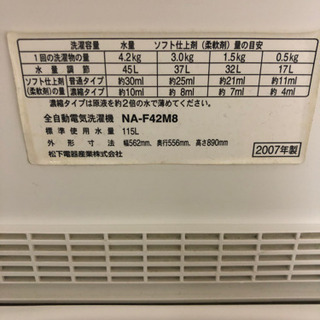 洗濯容量 水量 ソフト仕上剤(柔軟剤)量の目安
1回の洗濯物の量 4.2kg 3.0kg 1.5kg 0.5kg
水量調節 45L 37L 32L 17L
ソフト仕上剤 普通タイプ 約30ml 約25ml 約21ml 約11ml
(柔軟剤)の量 濃縮タイプ 約10ml 約8ml 約7ml 約4ml
濃縮タイプは原液を約2倍の水で薄めてください。
全自動電気洗濯機 NA-F42M8
標準使用水量 115L
外形寸法 幅562mm、奥行556mm、高さ890mm
松下電器産業株式会社 2007年製